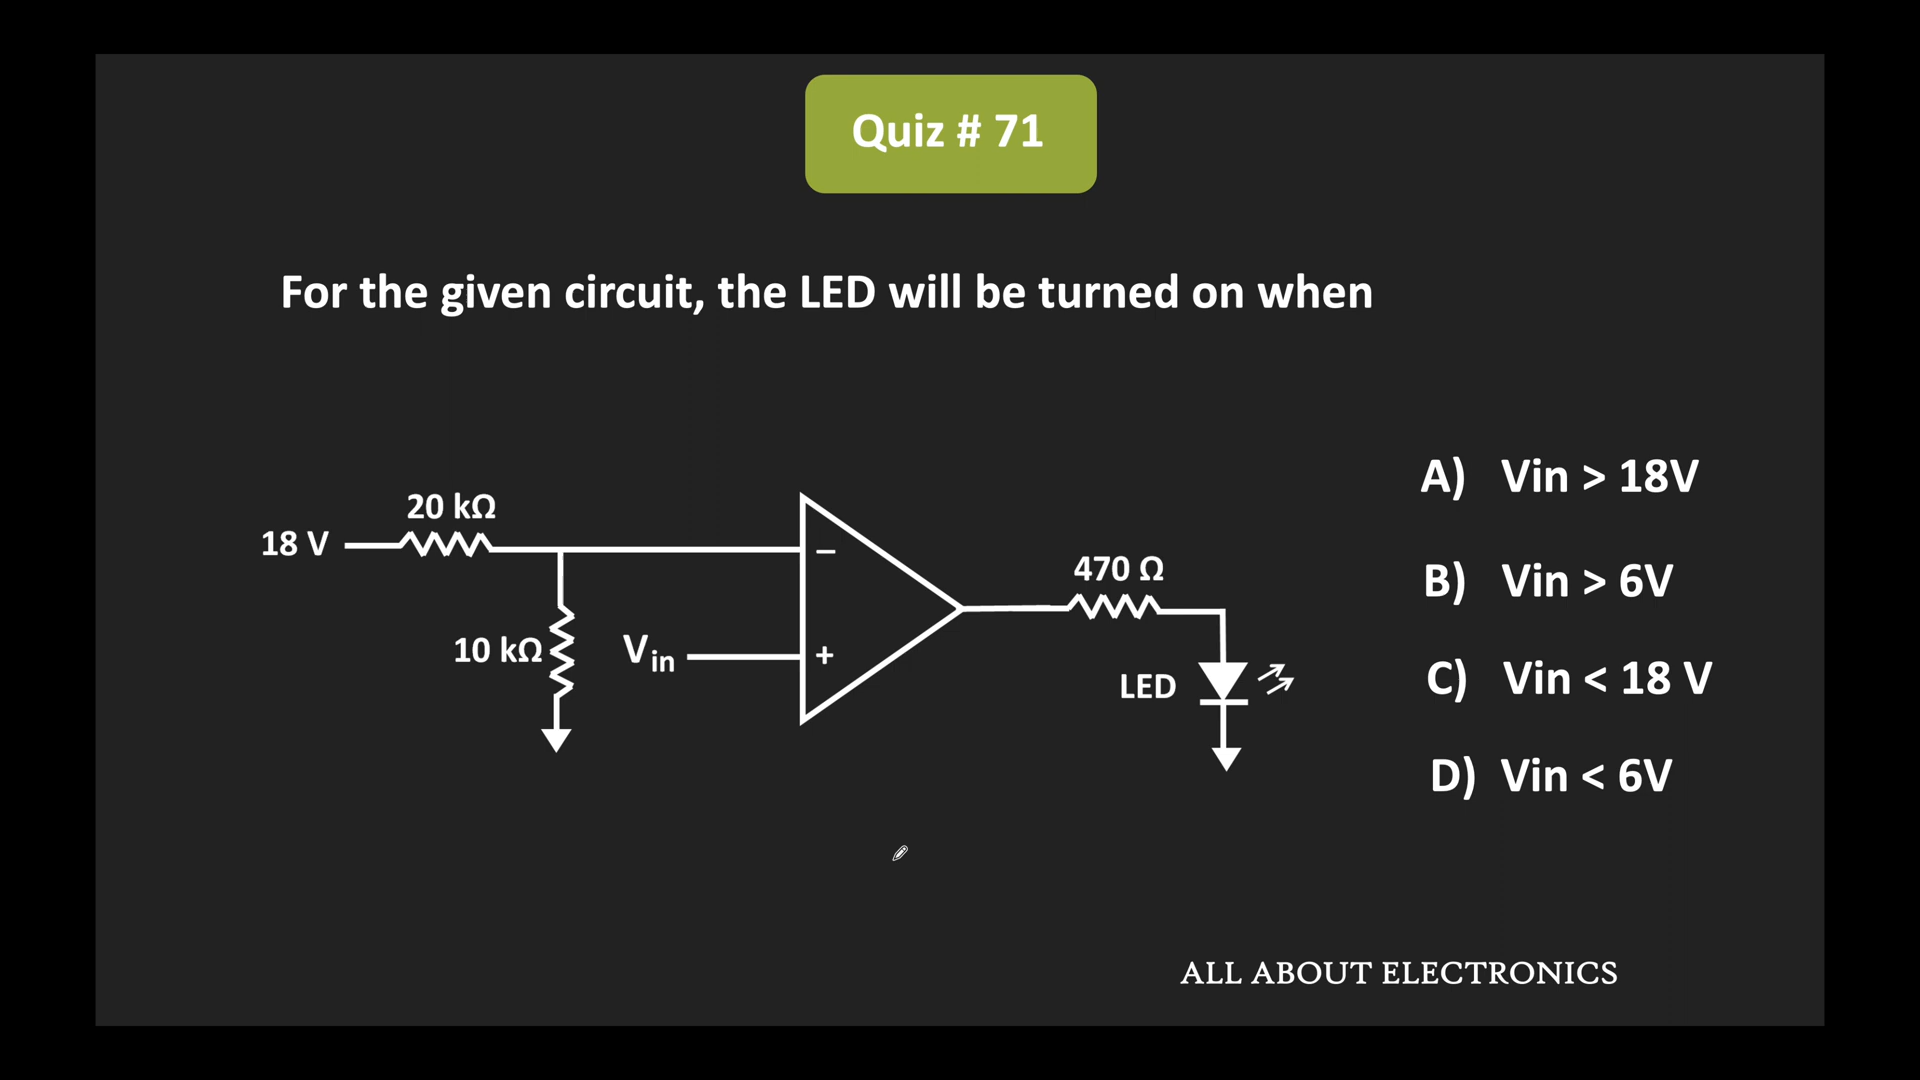 Quiz # 71
For the given circuit, the LED will be turned on when
20 kΩ
18 V
10 kΩ
Vin
−
+
470 Ω
LED
A) Vin > 18V
B) Vin > 6V
C) Vin < 18 V
D) Vin < 6V
ALL ABOUT ELECTRONICS